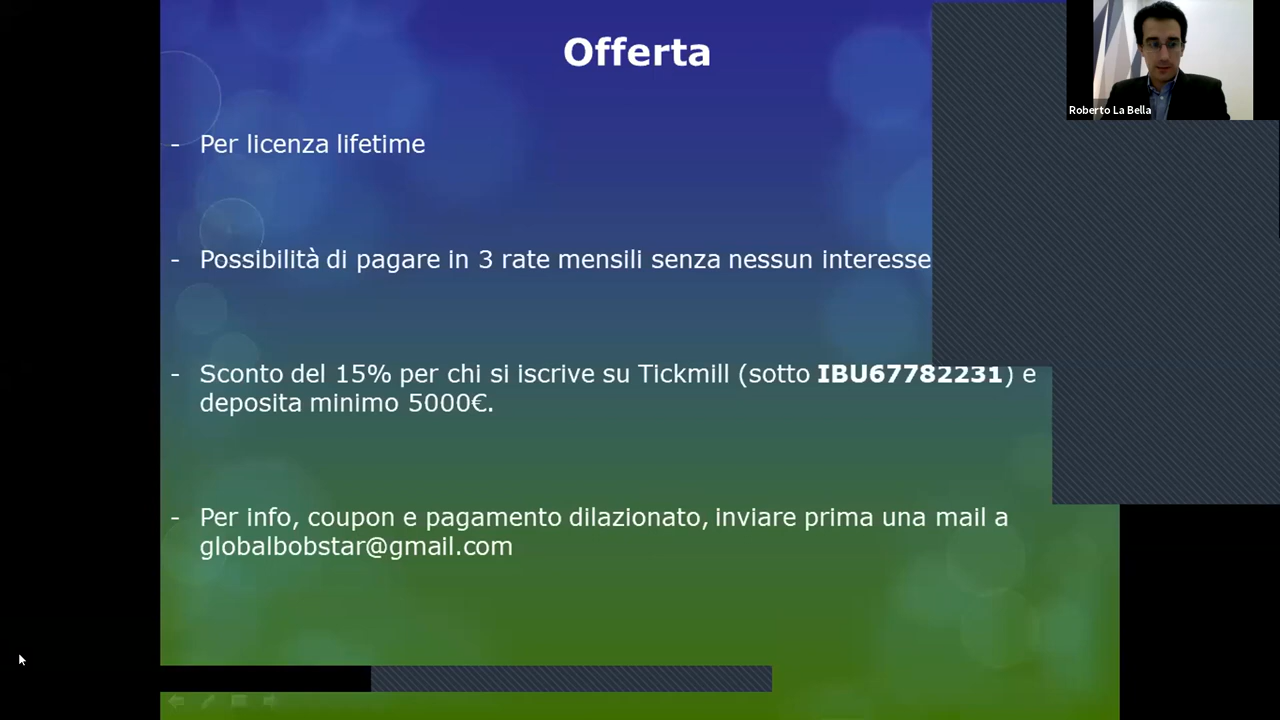 Offerta
Roberto La Bella
- Per licenza lifetime
- Possibilità di pagare in 3 rate mensili senza nessun interesse
- Sconto del 15% per chi si iscrive su Tickmill (sotto IBU67782231) e
deposita minimo 5000€.
- Per info, coupon e pagamento dilazionato, inviare prima una mail a
globalbobstar@gmail.com